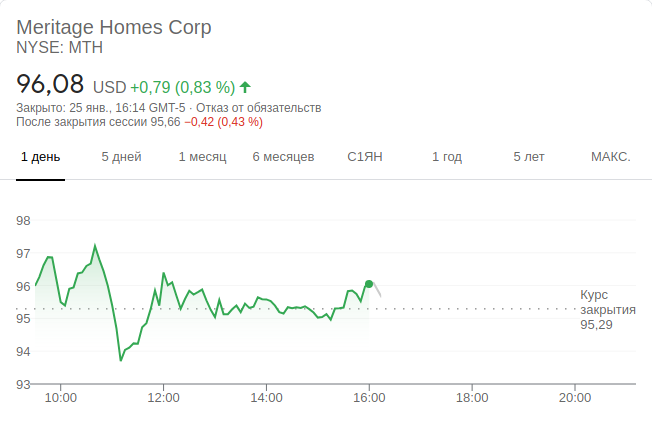 Meritage Homes Corp
NYSE: MTH
96,08 USD +0,79 (0,83 %)
Закрыто: 25 янв., 16:14 GMT-5 · Отказ от обязательств
После закрытия сессии 95,66 −0,42 (0,43 %)
1 день 5 дней 1 месяц 6 месяцев С1ЯН 1 год 5 лет МАКС.
98
97
96
95
94
93
Курс
закрытия
95,29
10:00 12:00 14:00 16:00 18:00 20:00